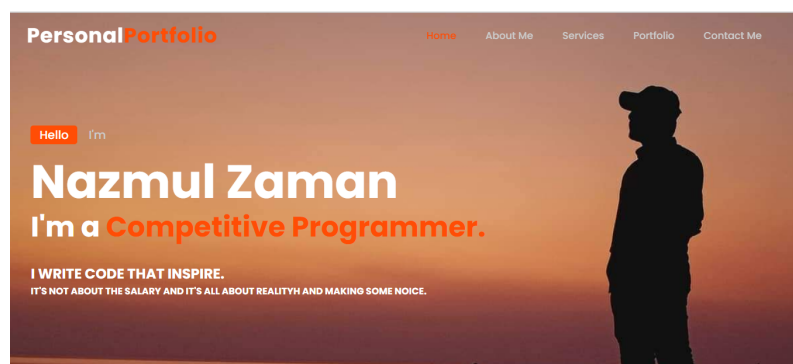 PersonalPortfolio
Home About Me Services Portfolio Contact Me
Hello I'm
Nazmul Zaman
I'm a Competitive Programmer.
I WRITE CODE THAT INSPIRE.
IT'S NOT ABOUT THE SALARY AND IT'S ALL ABOUT REALITYH AND MAKING SOME NOICE.